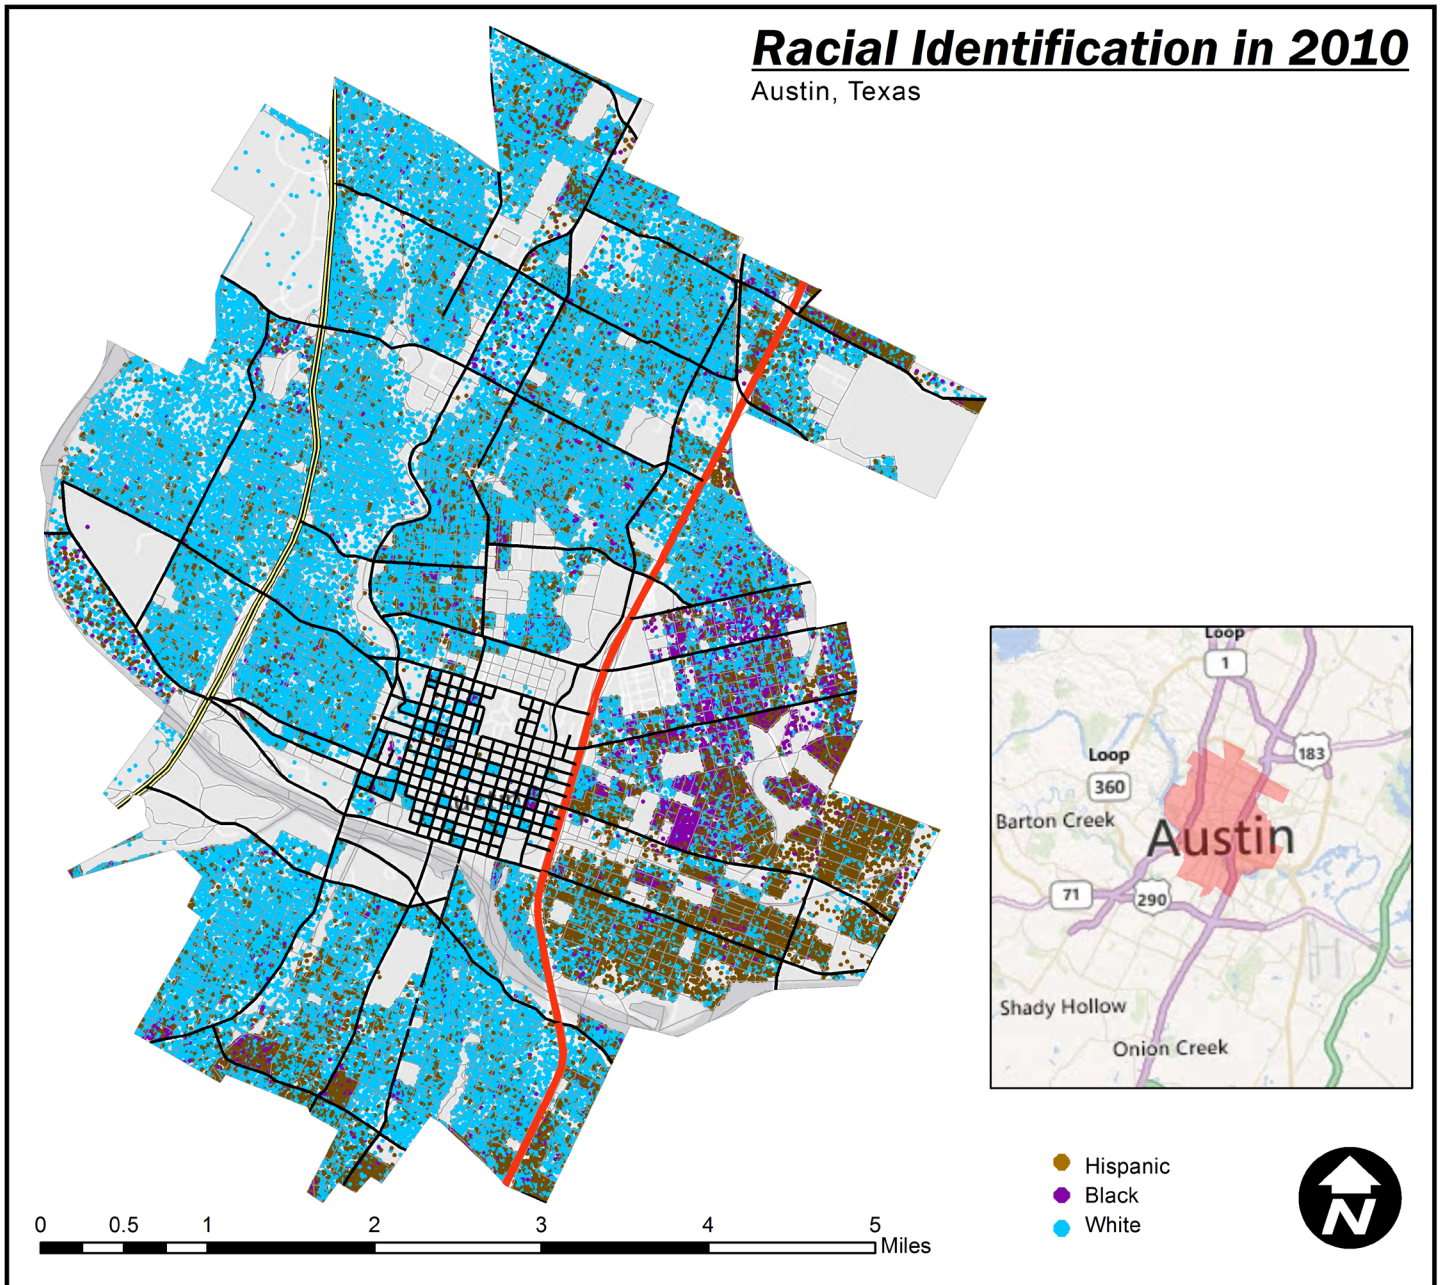 Racial Identification in 2010
Austin, Texas
Loop
1
183
Loop
360
Barton Creek
Austin
71
290
Shady Hollow
Onion Creek
Hispanic
Black
White
N
0 0.5 1 2 3 4 5
Miles